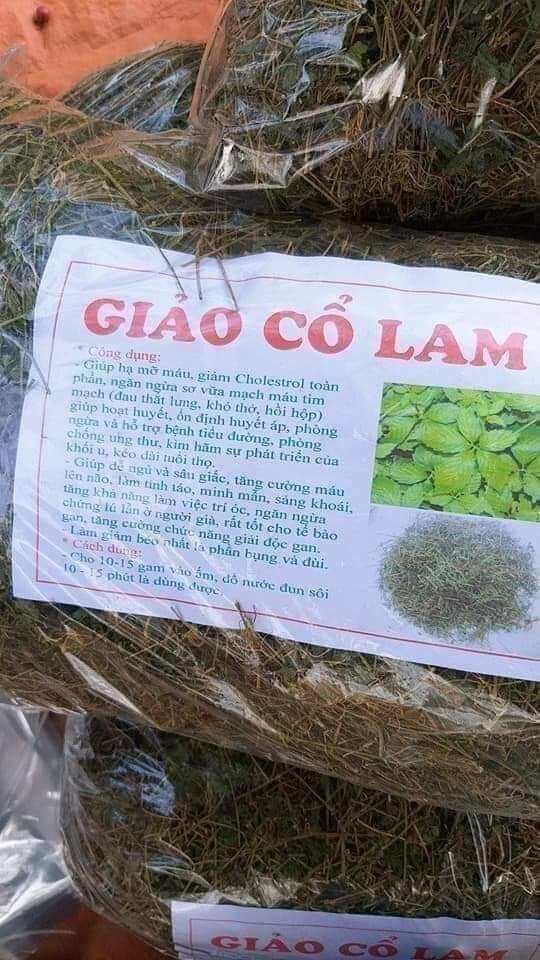 GIẢO CỔ LAM
* Công dụng:
- Giúp hạ mỡ máu, giảm Cholestrol toàn
phần, ngăn ngừa sơ vữa mạch máu tim
mạch (đau thắt lưng, khó thở, hồi hộp)
giúp hoạt huyết, ổn định huyết áp, phòng
ngừa và hỗ trợ bệnh tiểu đường, phòng
chống ung thư, kìm hãm sự phát triển của
khối u, kéo dài tuổi thọ.
- Giúp dễ ngủ và sâu giấc, tăng cường máu
lên não, làm tỉnh táo, minh mẫn, sảng khoái,
tăng khả năng làm việc trí óc, ngăn ngừa
chứng lú lẫn ở người già, rất tốt cho tế bào
gan, tăng cường chức năng giải độc gan.
- Làm giảm béo nhất là phần bụng và đùi.
* Cách dùng:
- Cho 10-15 gam vào ấm, đổ nước đun sôi
10 - 15 phót là dùng được.
GIẢO CỔ LAM